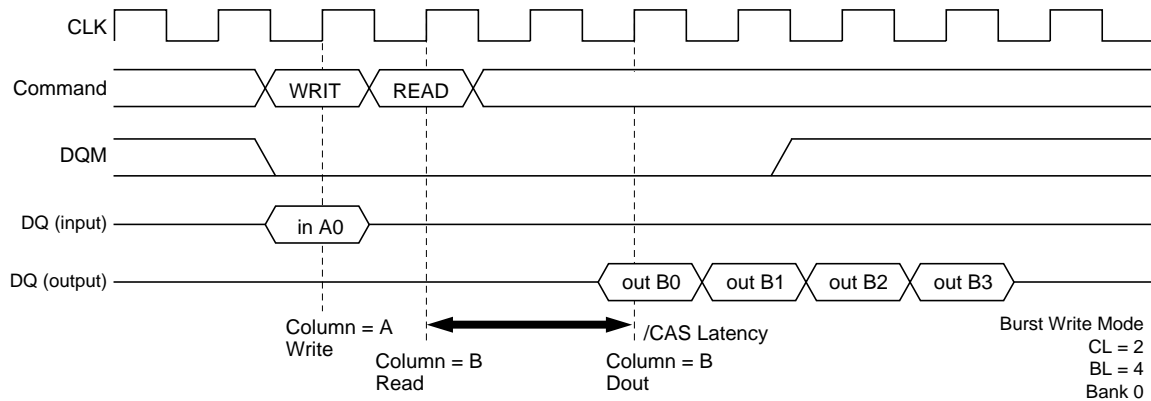 CLK
Command WRIT READ
DQM
DQ (input) in A0
DQ (output) out B0 out B1 out B2 out B3
Column = A
Write
Column = B
Read
/CAS Latency
Column = B
Dout
Burst Write Mode
CL = 2
BL = 4
Bank 0